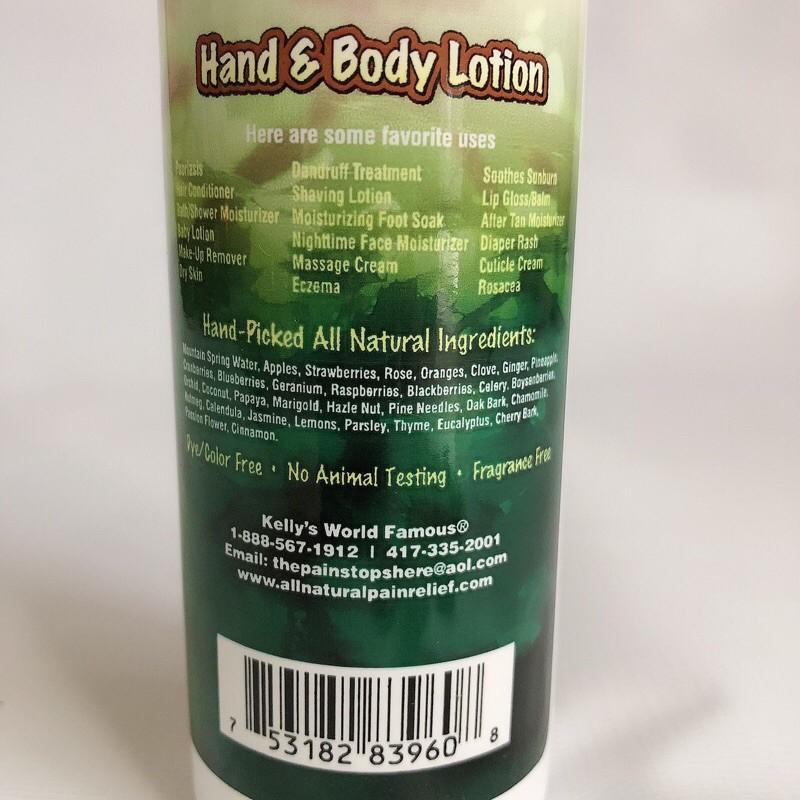 Hand & Body Lotion
Here are some favorite uses
Psoriasis
Hair Conditioner
Bath/Shower Moisturizer
Baby Lotion
Make-Up Remover
Dry Skin
Dandruff Treatment
Shaving Lotion
Moisturizing Foot Soak
Nighttime Face Moisturizer
Massage Cream
Eczema
Soothes Sunburn
Lip Gloss/Balm
After Tan Moisturizer
Diaper Rash
Cuticle Cream
Rosacea
Hand-Picked All Natural Ingredients:
Mountain Spring Water, Apples, Strawberries, Rose, Oranges, Clove, Ginger, Pineapple,
Cranberries, Blueberries, Geranium, Raspberries, Blackberries, Celery, Boysenberries,
Orchid, Coconut, Papaya, Marigold, Hazle Nut, Pine Needles, Oak Bark, Chamomile,
Nutmeg, Calendula, Jasmine, Lemons, Parsley, Thyme, Eucalyptus, Cherry Bark,
Passion Flower, Cinnamon.
Dye/Color Free • No Animal Testing • Fragrance Free
Kelly's World Famous®
1-888-567-1912 | 417-335-2001
Email: thepainstopshere@aol.com
www.allnaturalpainrelief.com
7 53182 83960 8